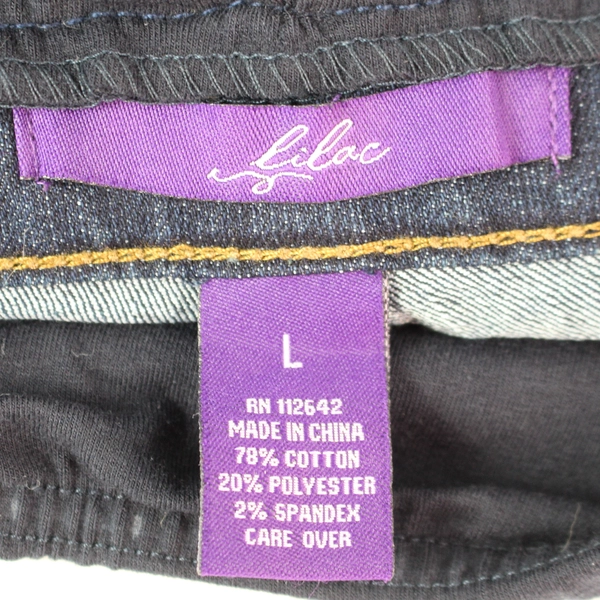 Lilac
L
RN 112642
MADE IN CHINA
78% COTTON
20% POLYESTER
2% SPANDEX
CARE OVER